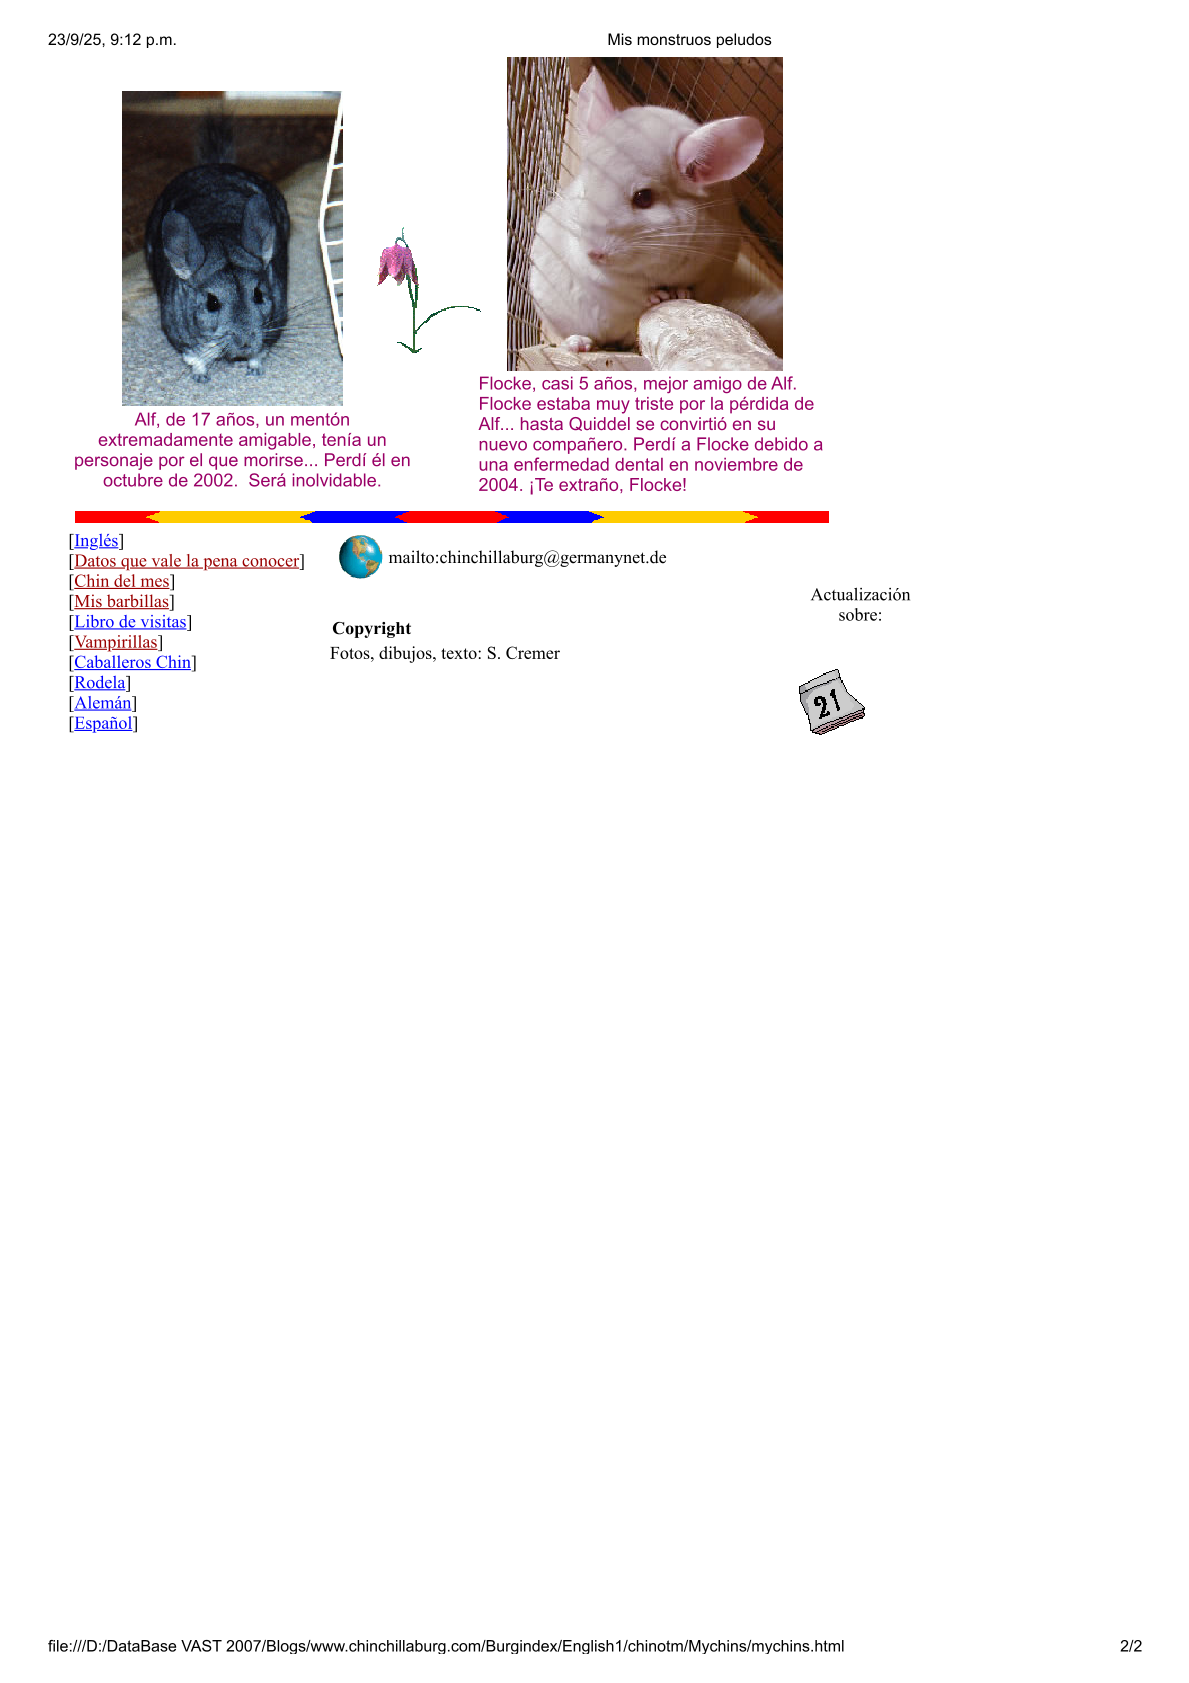 23/9/25, 9:12 p.m.
Mis monstruos peludos
Alf, de 17 años, un mentón
extremadamente amigable, tenía un
personaje por el que morirse... Perdí él en
octubre de 2002.  Será inolvidable.
Flocke, casi 5 años, mejor amigo de Alf.
Flocke estaba muy triste por la pérdida de
Alf... hasta Quiddel se convirtió en su
nuevo compañero. Perdí a Flocke debido a
una enfermedad dental en noviembre de
2004. ¡Te extraño, Flocke!
[Inglés]
[Datos que vale la pena conocer]
[Chin del mes]
[Mis barbillas]
[Libro de visitas]
[Vampirillas]
[Caballeros Chin]
[Rodela]
[Alemán]
[Español]
mailto:chinchillaburg@germanynet.de
Copyright
Fotos, dibujos, texto: S. Cremer
Actualización
sobre:
21
file:///D:/DataBase VAST 2007/Blogs/www.chinchillaburg.com/Burgindex/English1/chinotm/Mychins/mychins.html
2/2